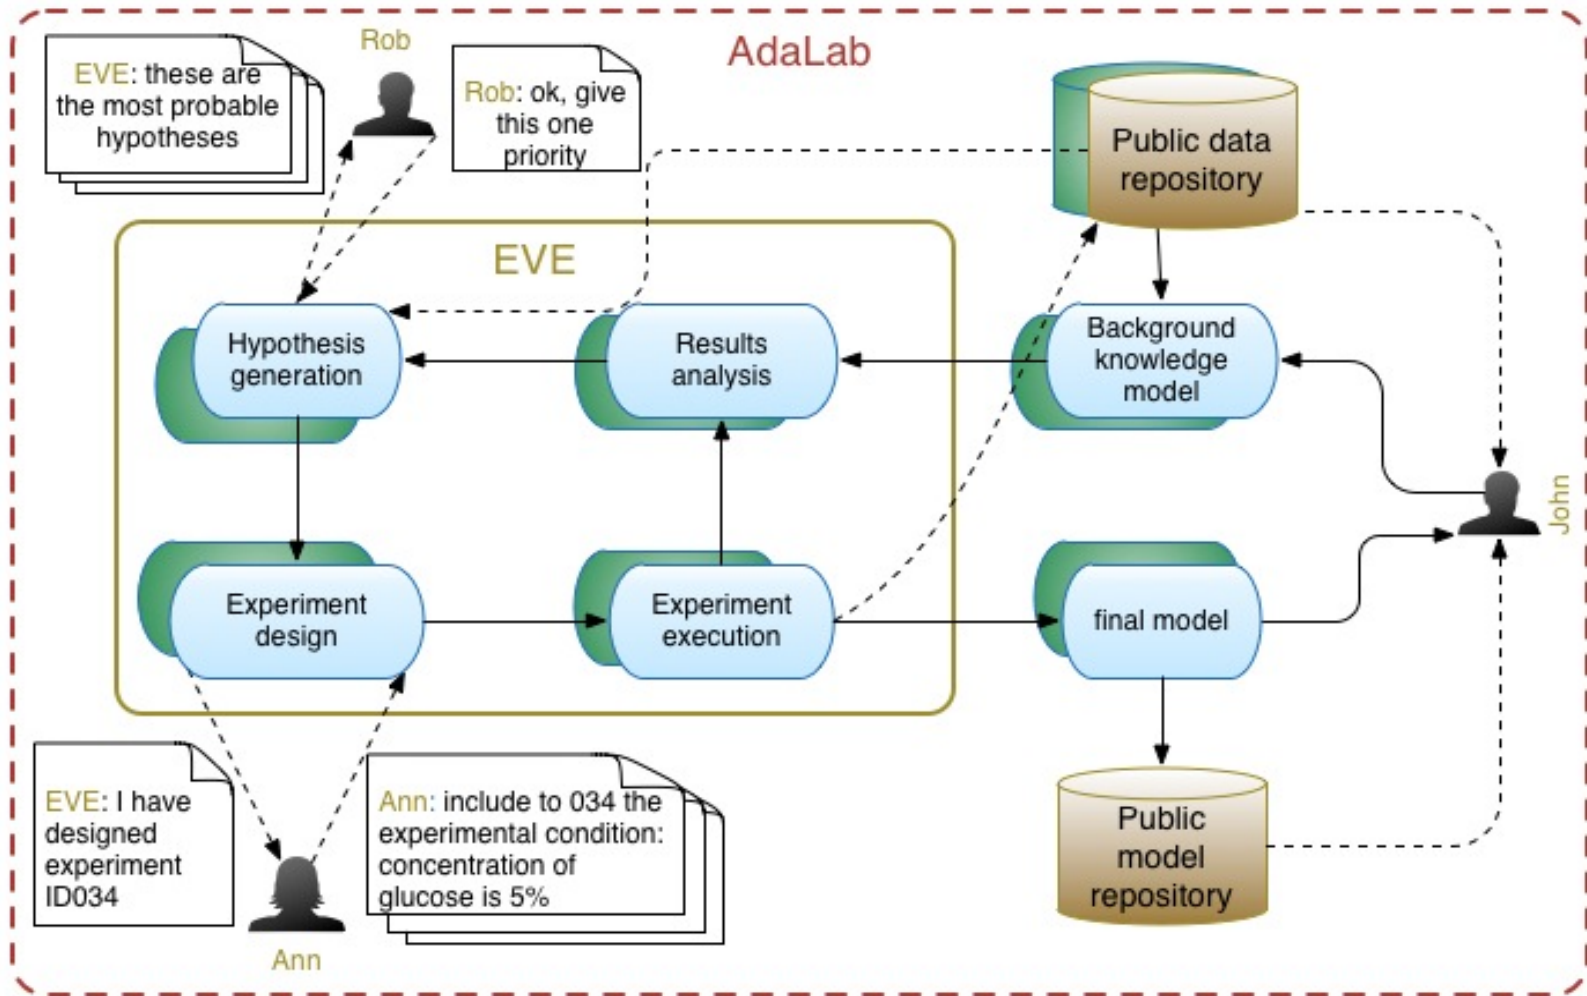 AdaLab
Rob
EVE: these are
the most probable
hypotheses
Rob: ok, give
this one
priority
Public data
repository
EVE
Hypothesis
generation
Results
analysis
Background
knowledge
model
John
Experiment
design
Experiment
execution
final model
EVE: I have
designed
experiment
ID034
Ann: include to 034 the
experimental condition:
concentration of
glucose is 5%
Ann
Public
model
repository